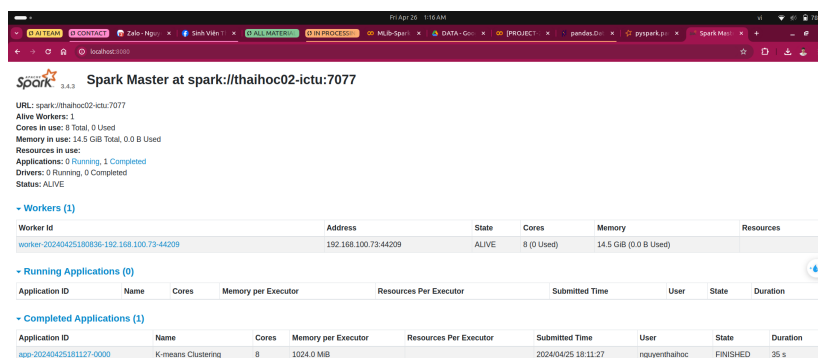 Fri Apr 26 1:16 AM
vi
Ø AI TEAM Ø CONTACT Zalo - Nguy Sinh Viên T Ø ALL MATERIAL Ø IN PROCESSING MLib-Spark DATA - Goo [PROJECT- pandas.Dat pyspark.pa Spark Mast
localhost:8080
APACHE Spark 3.4.3 Spark Master at spark://thaihoc02-ictu:7077
URL: spark://thaihoc02-ictu:7077
Alive Workers: 1
Cores in use: 8 Total, 0 Used
Memory in use: 14.5 GiB Total, 0.0 B Used
Resources in use:
Applications: 0 Running, 1 Completed
Drivers: 0 Running, 0 Completed
Status: ALIVE
Workers (1)
Worker Id Address State Cores Memory Resources
worker-20240425180836-192.168.100.73-44209 192.168.100.73:44209 ALIVE 8 (0 Used) 14.5 GiB (0.0 B Used)
Running Applications (0)
Application ID Name Cores Memory per Executor Resources Per Executor Submitted Time User State Duration
Completed Applications (1)
Application ID Name Cores Memory per Executor Resources Per Executor Submitted Time User State Duration
app-20240425181127-0000 K-means Clustering 8 1024.0 MiB 2024/04/25 18:11:27 nguyenthaihoc FINISHED 35 s